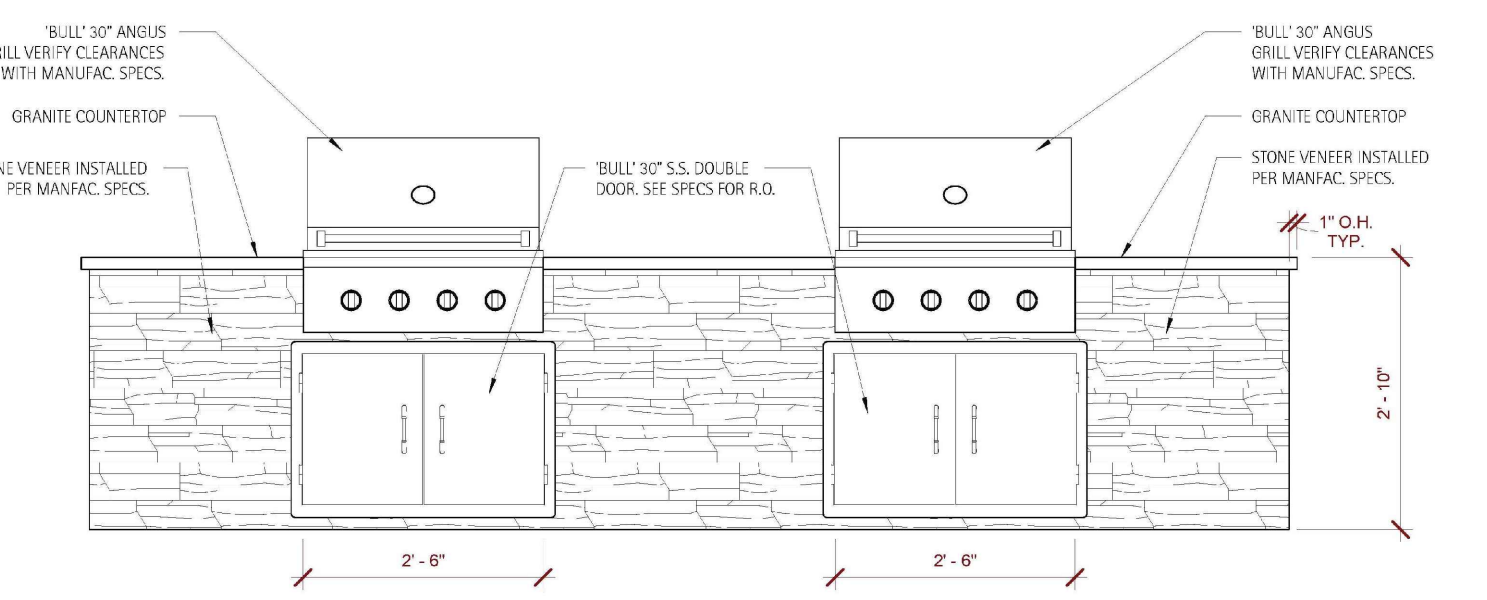 'BULL' 30" ANGUS
VERIFY CLEARANCES
WITH MANUFAC. SPECS.
GRANITE COUNTERTOP
VENEER INSTALLED
PER MANFAC. SPECS.
'BULL' 30" S.S. DOUBLE
DOOR. SEE SPECS FOR R.O.
'BULL' 30" ANGUS
GRILL VERIFY CLEARANCES
WITH MANUFAC. SPECS.
GRANITE COUNTERTOP
STONE VENEER INSTALLED
PER MANFAC. SPECS.
1" O.H.
TYP.
2' - 10"
2' - 6"
2' - 6"